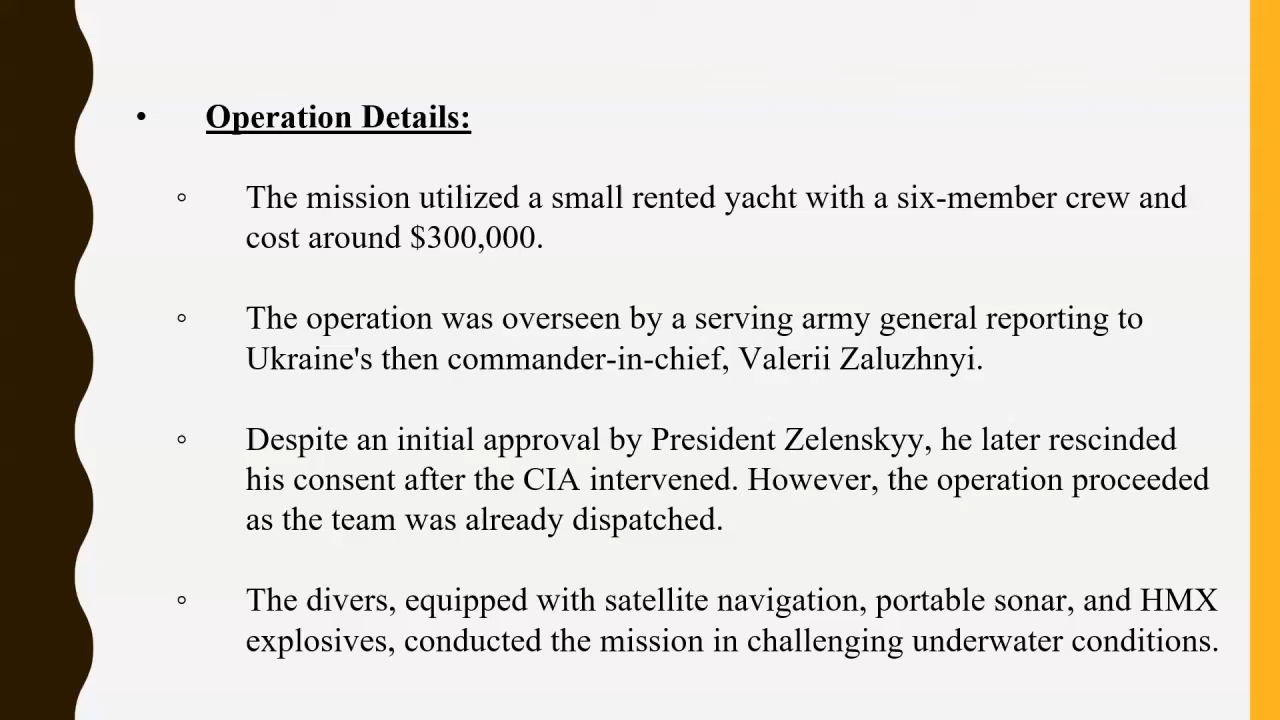 • Operation Details:
◦ The mission utilized a small rented yacht with a six-member crew and
cost around $300,000.
◦ The operation was overseen by a serving army general reporting to
Ukraine's then commander-in-chief, Valerii Zaluzhnyi.
◦ Despite an initial approval by President Zelenskyy, he later rescinded
his consent after the CIA intervened. However, the operation proceeded
as the team was already dispatched.
◦ The divers, equipped with satellite navigation, portable sonar, and HMX
explosives, conducted the mission in challenging underwater conditions.